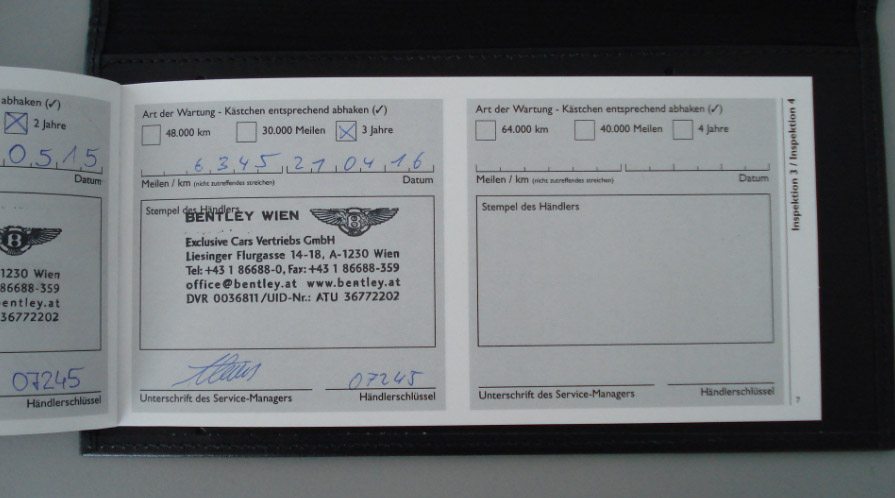 abhaken (✓)
2 Jahre
0 5 1 5
Datum
1230 Wien
86688-359
entley.at
36772202
07245
Händlerschlüssel
Art der Wartung - Kästchen entsprechend abhaken (✓)
48.000 km 30.000 Meilen 3 Jahre
6 3 4 5 2 1 0 4 1 6
Meilen / km (nicht zutreffendes streichen) Datum
Stempel des Händlers
BENTLEY WIEN
B
Exclusive Cars Vertriebs GmbH
Liesinger Flurgasse 14-18, A-1230 Wien
Tel: +43 1 86688-0, Fax: +43 1 86688-359
office@bentley.at www.bentley.at
DVR 0036811/UID-Nr.: ATU 36772202
07245
Unterschrift des Service-Managers Händlerschlüssel
Art der Wartung - Kästchen entsprechend abhaken (✓)
64.000 km 40.000 Meilen 4 Jahre
Meilen / km (nicht zutreffendes streichen) Datum
Stempel des Händlers
Unterschrift des Service-Managers Händlerschlüssel
Inspektion 3 / Inspektion 4